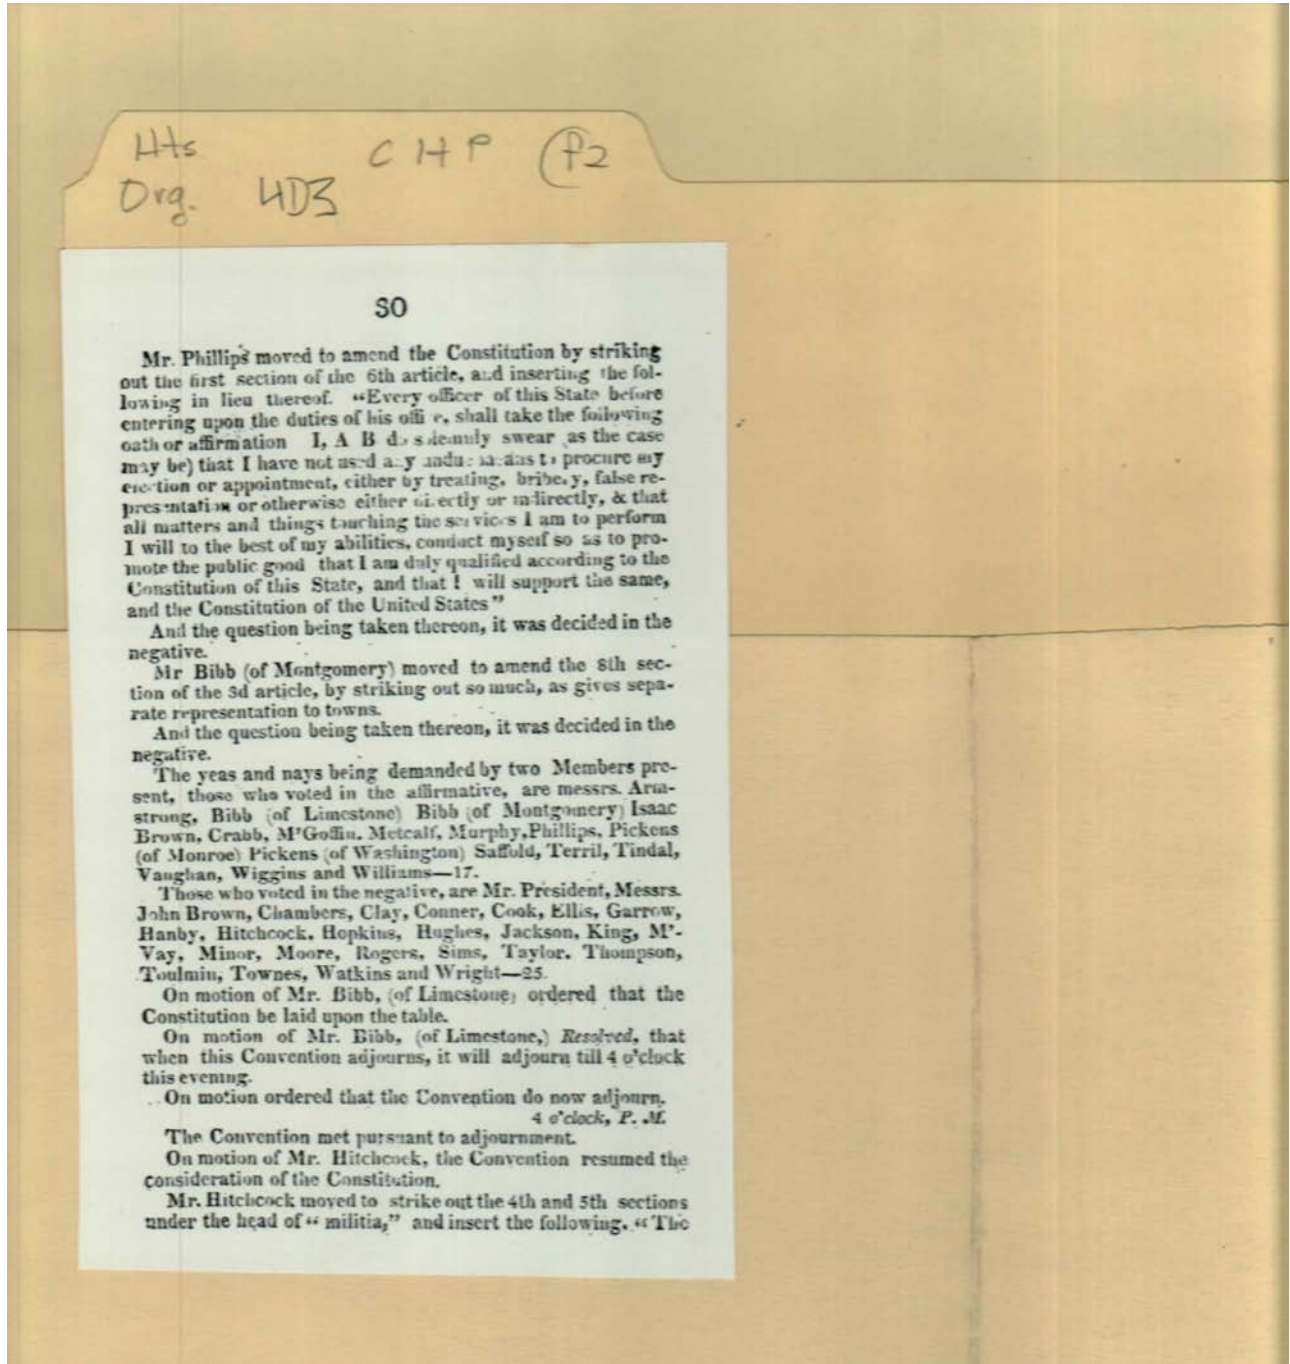 Hts C H P P2
Org. HD3
30
Mr. Phillips moved to amend the Constitution by striking
out the first section of the 6th article, and inserting the fol-
lowing in lieu thereof. “Every officer of this State before
entering upon the duties of his offi e, shall take the following
oath or affirmation I, A B do solemnly swear as the case
may be) that I have not used any undue means to procure my
election or appointment, either by treating, bribery, false re-
presentation or otherwise either directly or indirectly, & that
all matters and things touching the services I am to perform
I will to the best of my abilities, conduct myself so as to pro-
mote the public good that I am duly qualified according to the
Constitution of this State, and that I will support the same,
and the Constitution of the United States”
And the question being taken thereon, it was decided in the
negative.
Mr Bibb (of Montgomery) moved to amend the 8th sec-
tion of the 3d article, by striking out so much, as gives sepa-
rate representation to towns.
And the question being taken thereon, it was decided in the
negative.
The yeas and nays being demanded by two Members pre-
sent, those who voted in the affirmative, are messrs. Arm-
strong, Bibb (of Limestone) Bibb (of Montgomery) Isaac
Brown, Crabb, M'Goffin, Metcalf, Murphy, Phillips, Pickens
(of Monroe) Pickens (of Washington) Saffold, Terril, Tindal,
Vaughan, Wiggins and Williams—17.
Those who voted in the negative, are Mr. President, Messrs.
John Brown, Chambers, Clay, Conner, Cook, Ellis, Garrow,
Hanby, Hitchcock, Hopkins, Hughes, Jackson, King, M'-
Vay, Minor, Moore, Rogers, Sims, Taylor, Thompson,
Toulmin, Townes, Watkins and Wright—25.
On motion of Mr. Bibb, (of Limestone) ordered that the
Constitution be laid upon the table.
On motion of Mr. Bibb, (of Limestone,) Resolved, that
when this Convention adjourns, it will adjourn till 4 o'clock
this evening.
On motion ordered that the Convention do now adjourn.
4 o'clock, P. M.
The Convention met pursuant to adjournment.
On motion of Mr. Hitchcock, the Convention resumed the
consideration of the Constitution.
Mr. Hitchcock moved to strike out the 4th and 5th sections
under the head of “ militia,” and insert the following. “The